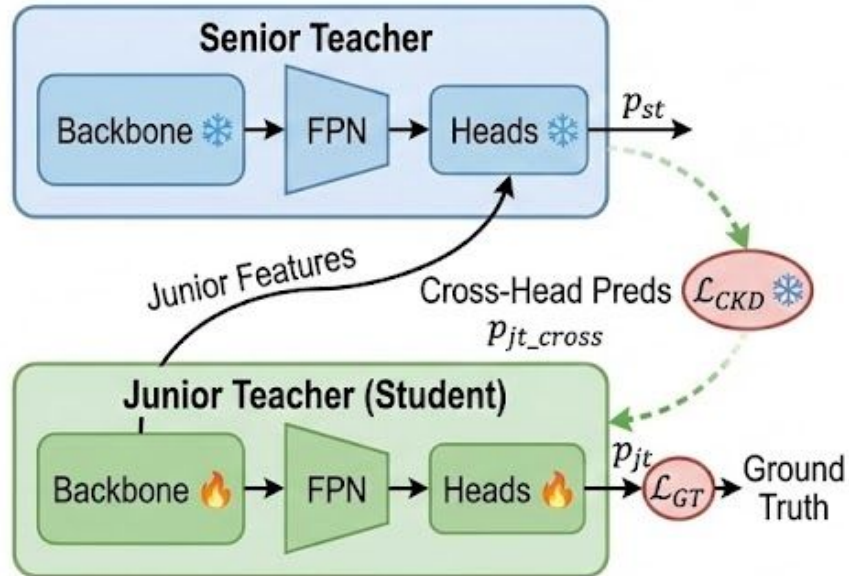 Senior Teacher
Backbone
FPN
Heads
p_st
Junior Features
Cross-Head Preds
p_jt_cross
ℒ_CKD
Junior Teacher (Student)
Backbone
FPN
Heads
p_jt
ℒ_GT
Ground
Truth